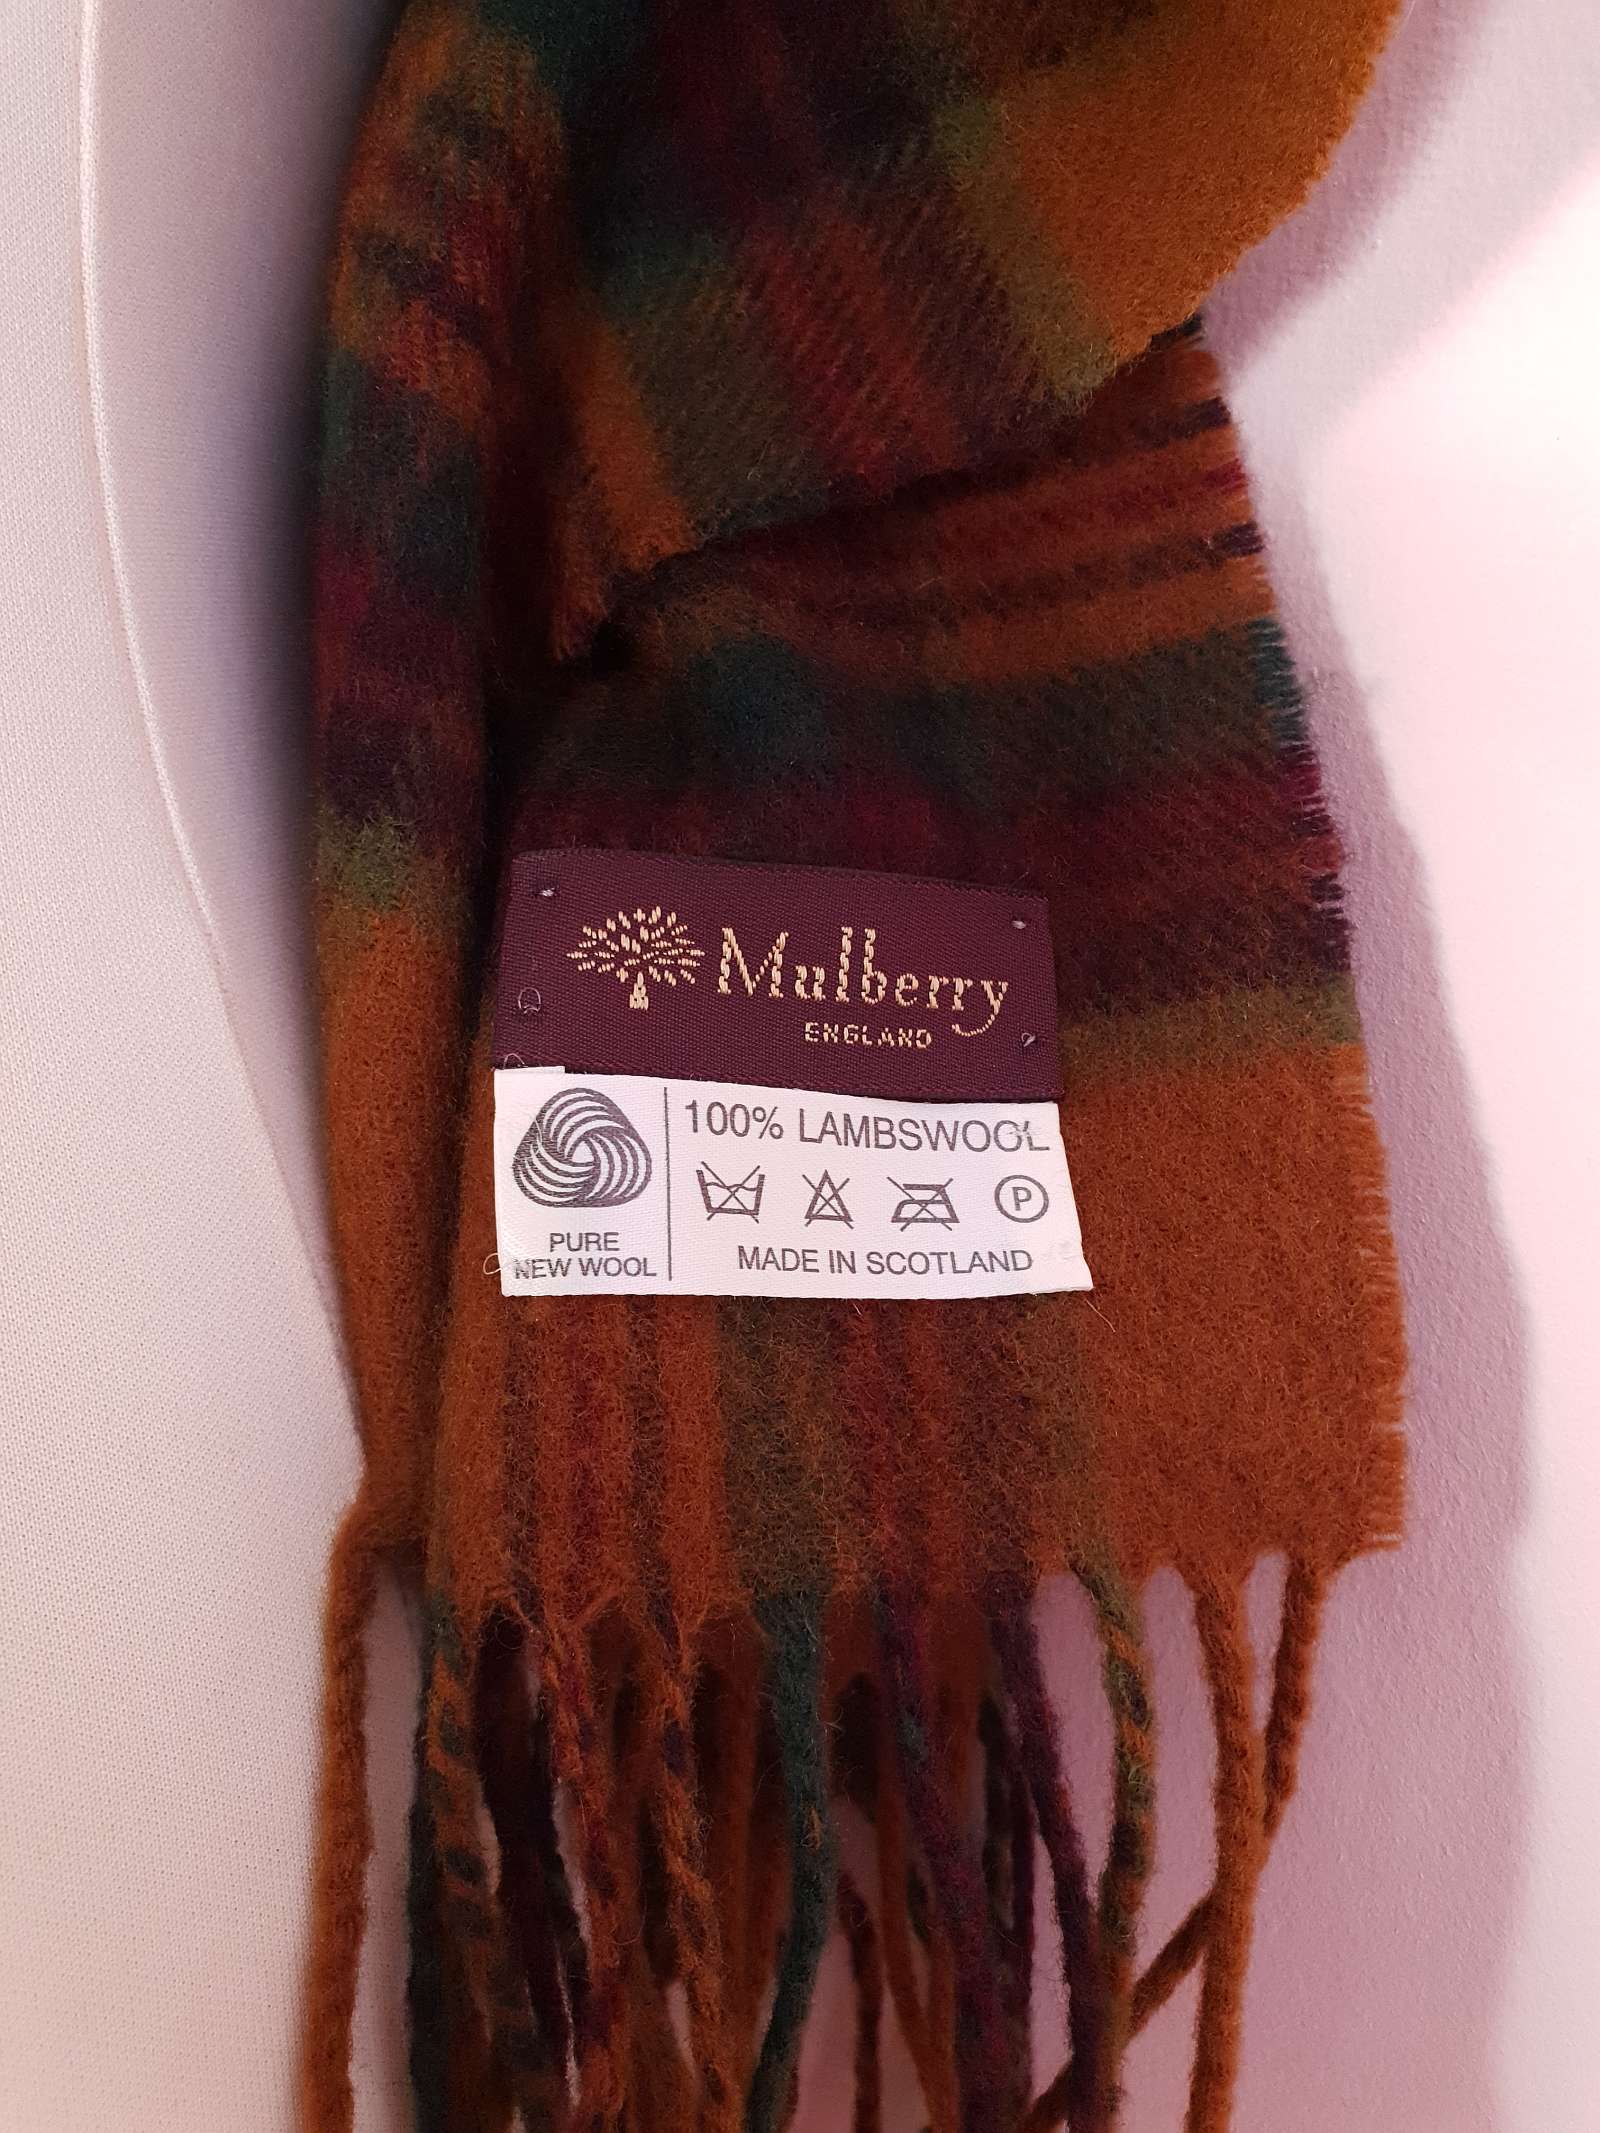 Mulberry
ENGLAND
100% LAMBSWOOL
P
PURE
NEW WOOL
MADE IN SCOTLAND